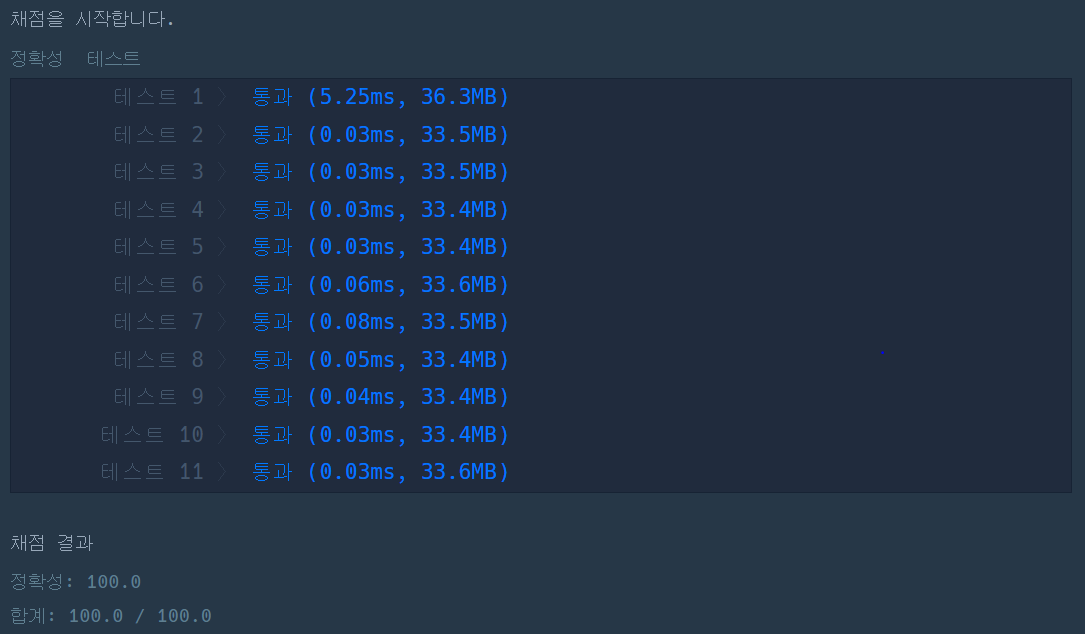 채점을 시작합니다.
정확성 테스트
테스트 1 〉 통과 (5.25ms, 36.3MB)
테스트 2 〉 통과 (0.03ms, 33.5MB)
테스트 3 〉 통과 (0.03ms, 33.5MB)
테스트 4 〉 통과 (0.03ms, 33.4MB)
테스트 5 〉 통과 (0.03ms, 33.4MB)
테스트 6 〉 통과 (0.06ms, 33.6MB)
테스트 7 〉 통과 (0.08ms, 33.5MB)
테스트 8 〉 통과 (0.05ms, 33.4MB)
테스트 9 〉 통과 (0.04ms, 33.4MB)
테스트 10 〉 통과 (0.03ms, 33.4MB)
테스트 11 〉 통과 (0.03ms, 33.6MB)
채점 결과
정확성: 100.0
합계: 100.0 / 100.0